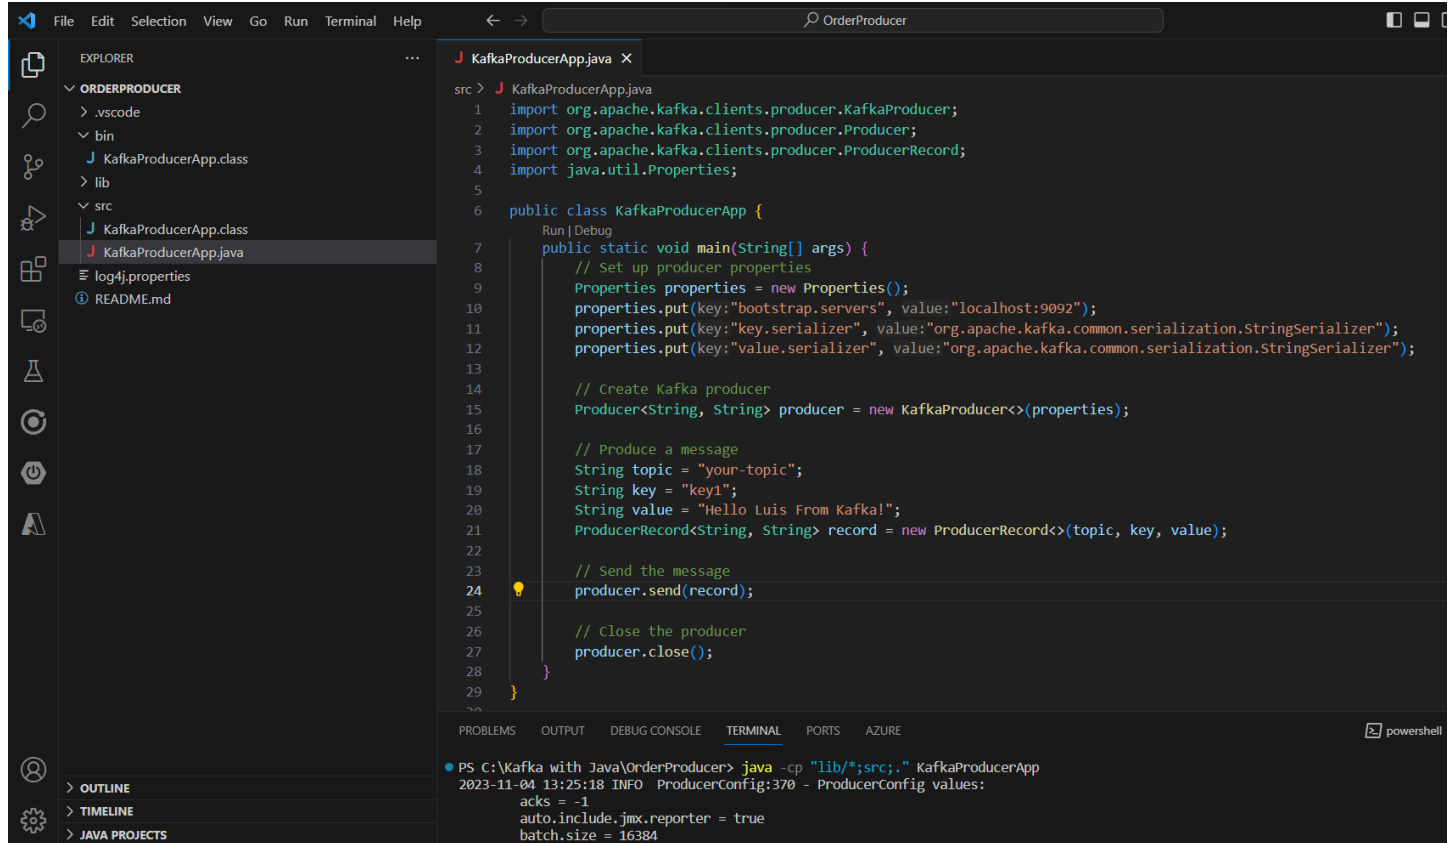 File Edit Selection View Go Run Terminal Help
OrderProducer
EXPLORER
ORDERPRODUCER
.vscode
bin
KafkaProducerApp.class
lib
src
KafkaProducerApp.class
KafkaProducerApp.java
log4j.properties
README.md
OUTLINE
TIMELINE
JAVA PROJECTS
KafkaProducerApp.java
src > KafkaProducerApp.java
1 import org.apache.kafka.clients.producer.KafkaProducer;
2 import org.apache.kafka.clients.producer.Producer;
3 import org.apache.kafka.clients.producer.ProducerRecord;
4 import java.util.Properties;
5
6 public class KafkaProducerApp {
Run | Debug
7 public static void main(String[] args) {
8 // Set up producer properties
9 Properties properties = new Properties();
10 properties.put(key:"bootstrap.servers", value:"localhost:9092");
11 properties.put(key:"key.serializer", value:"org.apache.kafka.common.serialization.StringSerializer");
12 properties.put(key:"value.serializer", value:"org.apache.kafka.common.serialization.StringSerializer");
13
14 // Create Kafka producer
15 Producer<String, String> producer = new KafkaProducer<>(properties);
16
17 // Produce a message
18 String topic = "your-topic";
19 String key = "key1";
20 String value = "Hello Luis From Kafka!";
21 ProducerRecord<String, String> record = new ProducerRecord<>(topic, key, value);
22
23 // Send the message
24 producer.send(record);
25
26 // Close the producer
27 producer.close();
28 }
29 }
PROBLEMS OUTPUT DEBUG CONSOLE TERMINAL PORTS AZURE
powershell
PS C:\Kafka with Java\OrderProducer> java -cp "lib/*;src;." KafkaProducerApp
2023-11-04 13:25:18 INFO ProducerConfig:370 - ProducerConfig values:
acks = -1
auto.include.jmx.reporter = true
batch.size = 16384